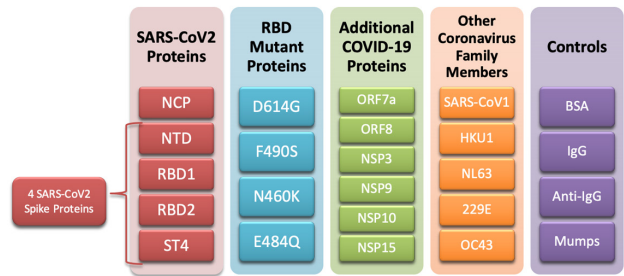 SARS-CoV2
Proteins
NCP
NTD
RBD1
RBD2
ST4
4 SARS-CoV2
Spike Proteins
RBD
Mutant
Proteins
D614G
F490S
N460K
E484Q
Additional
COVID-19
Proteins
ORF7a
ORF8
NSP3
NSP9
NSP10
NSP15
Other
Coronavirus
Family
Members
SARS-CoV1
HKU1
NL63
229E
OC43
Controls
BSA
IgG
Anti-IgG
Mumps